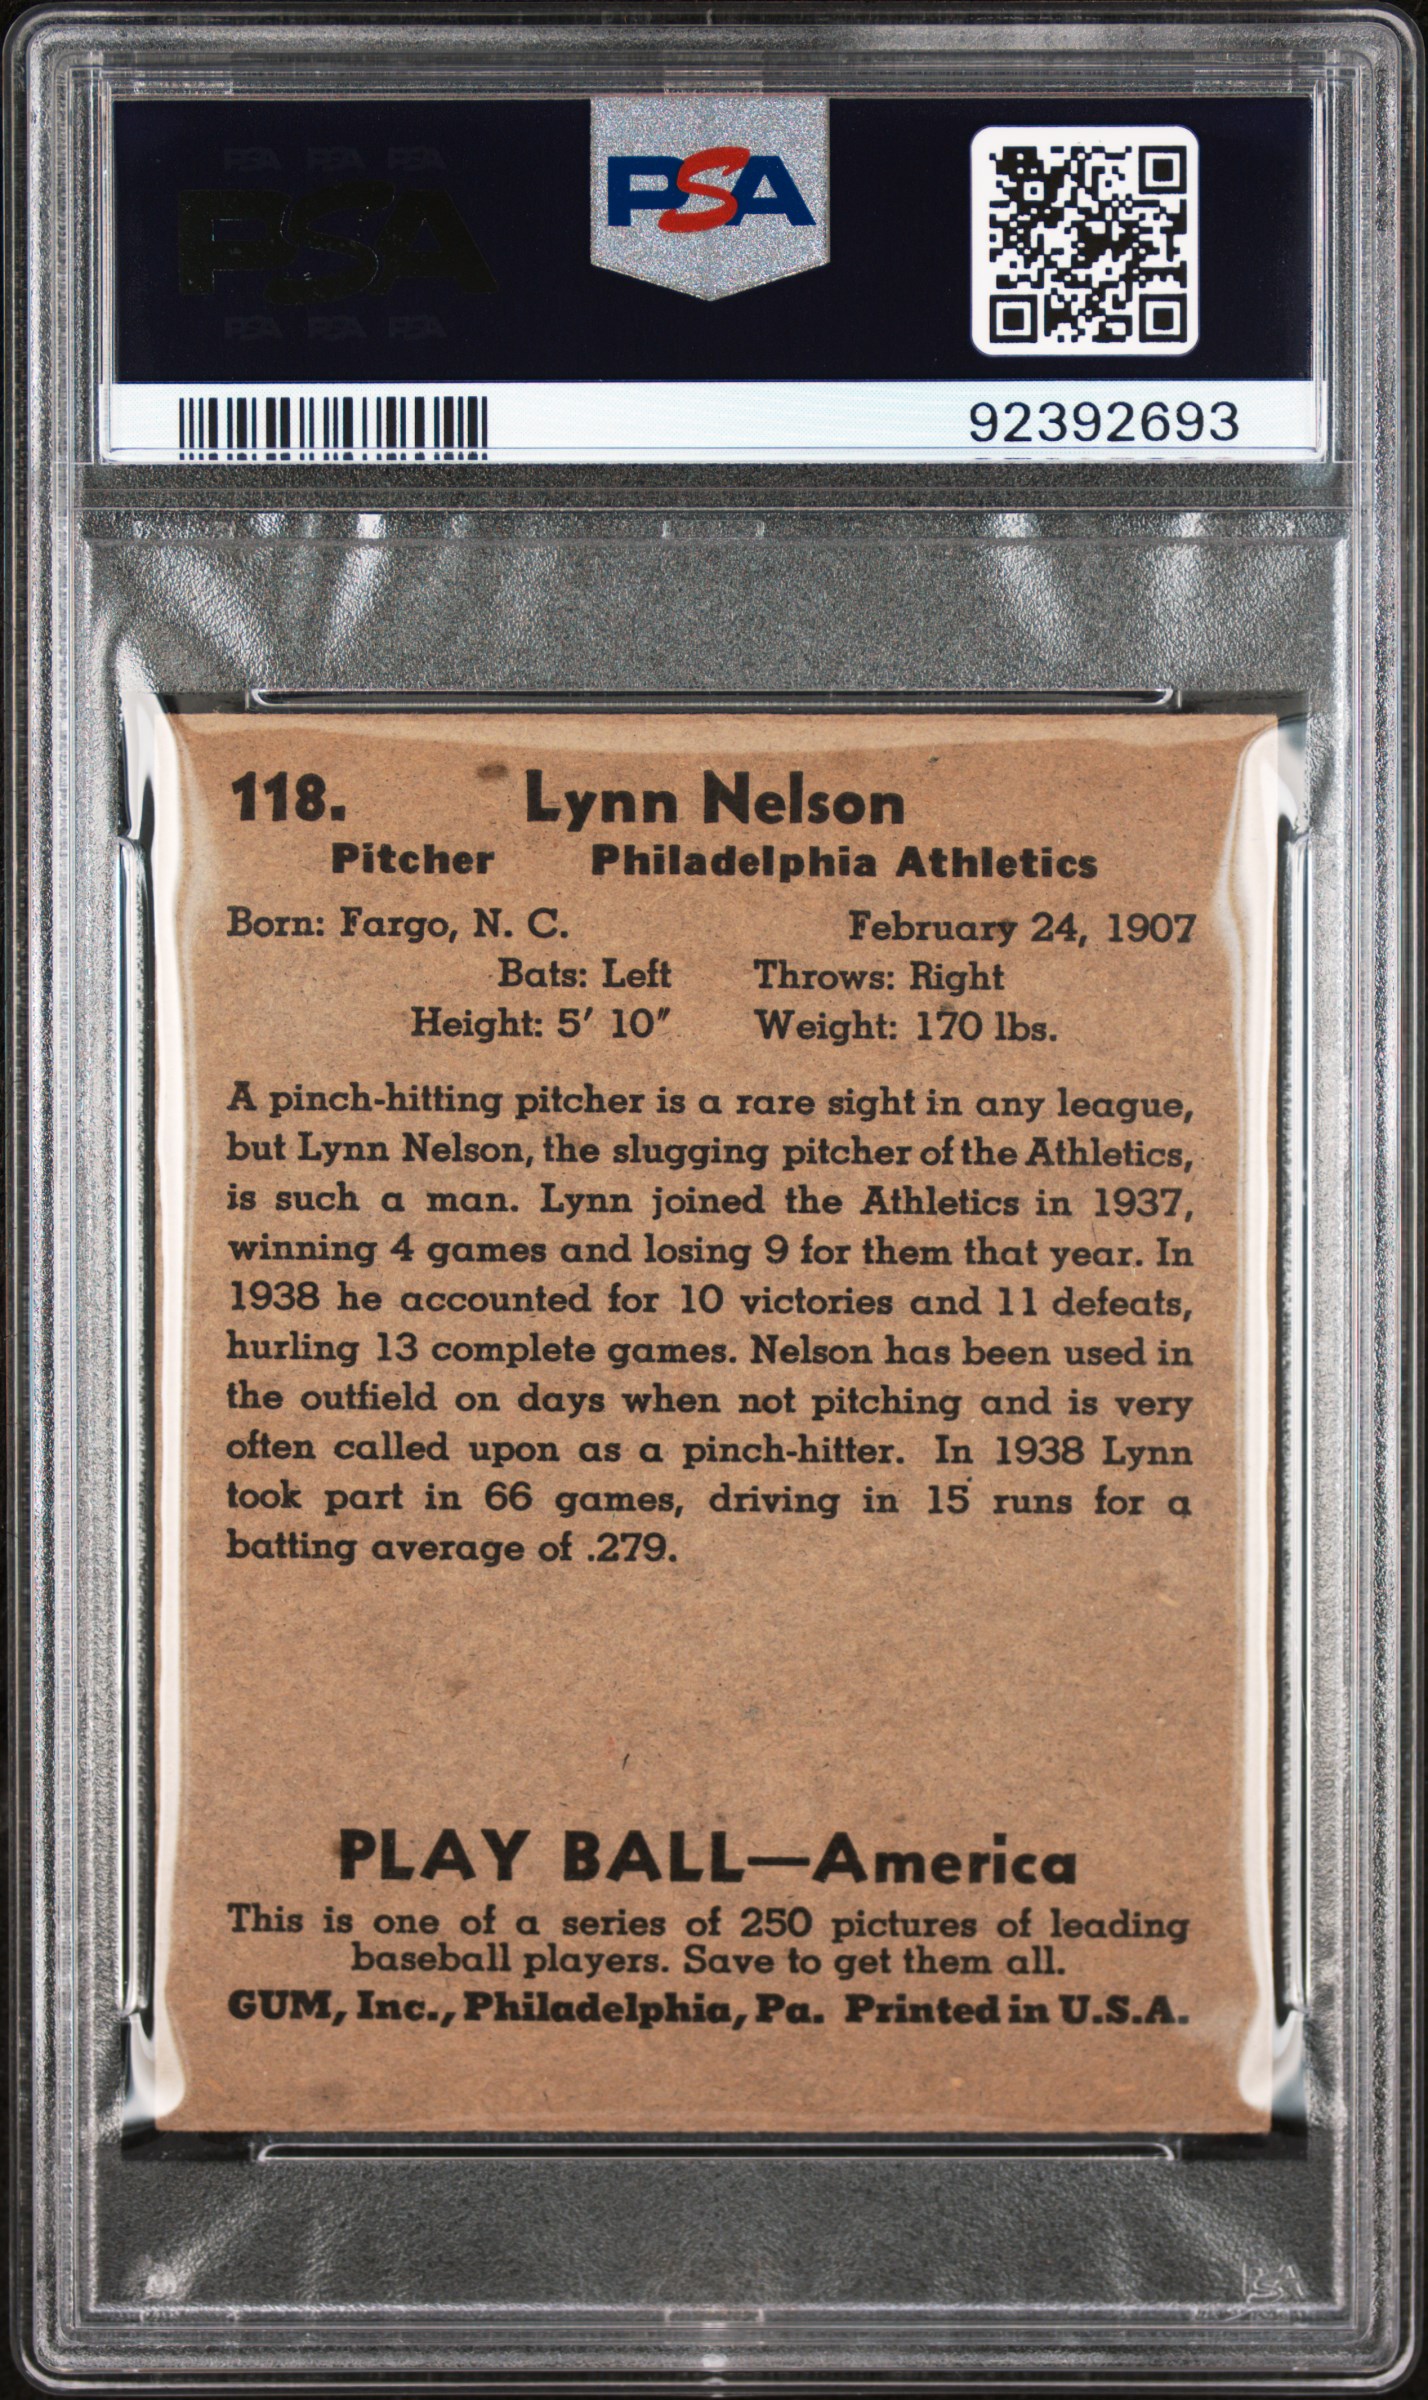 PSA PSA PSA
PSA
PSA PSA PSA
PSA
92392693
118. Lynn Nelson
Pitcher Philadelphia Athletics
Born: Fargo, N. C. February 24, 1907
Bats: Left Throws: Right
Height: 5' 10" Weight: 170 lbs.
A pinch-hitting pitcher is a rare sight in any league,
but Lynn Nelson, the slugging pitcher of the Athletics,
is such a man. Lynn joined the Athletics in 1937,
winning 4 games and losing 9 for them that year. In
1938 he accounted for 10 victories and 11 defeats,
hurling 13 complete games. Nelson has been used in
the outfield on days when not pitching and is very
often called upon as a pinch-hitter. In 1938 Lynn
took part in 66 games, driving in 15 runs for a
batting average of .279.
PLAY BALL—America
This is one of a series of 250 pictures of leading
baseball players. Save to get them all.
GUM, Inc., Philadelphia, Pa. Printed in U.S.A.
PSA